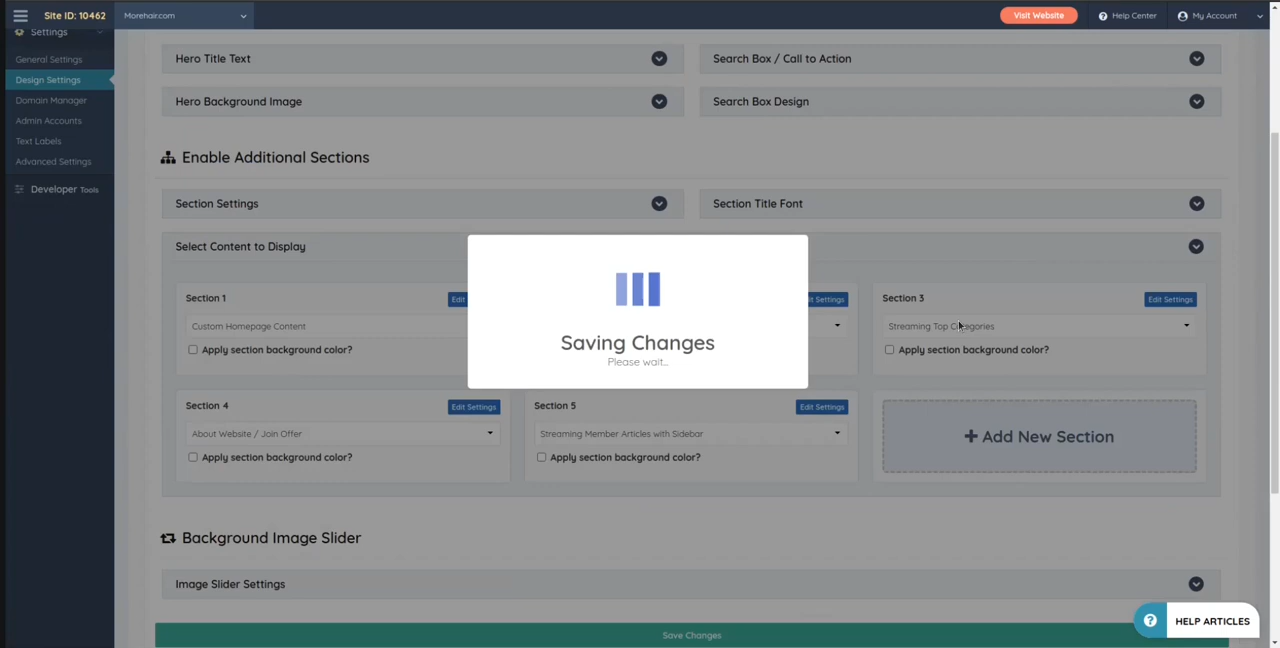 Site ID: 10462
Morehair.com
Visit Website
Help Center
My Account
Settings
General Settings
Design Settings
Domain Manager
Admin Accounts
Text Labels
Advanced Settings
Developer Tools
Hero Title Text
Search Box / Call to Action
Hero Background Image
Search Box Design
Enable Additional Sections
Section Settings
Section Title Font
Select Content to Display
Section 1
Edit
Custom Homepage Content
Apply section background color?
Edit Settings
Section 3
Edit Settings
Streaming Top Categories
Apply section background color?
Saving Changes
Please wait...
Section 4
Edit Settings
About Website / Join Offer
Apply section background color?
Section 5
Edit Settings
Streaming Member Articles with Sidebar
Apply section background color?
+ Add New Section
Background Image Slider
Image Slider Settings
Save Changes
? HELP ARTICLES